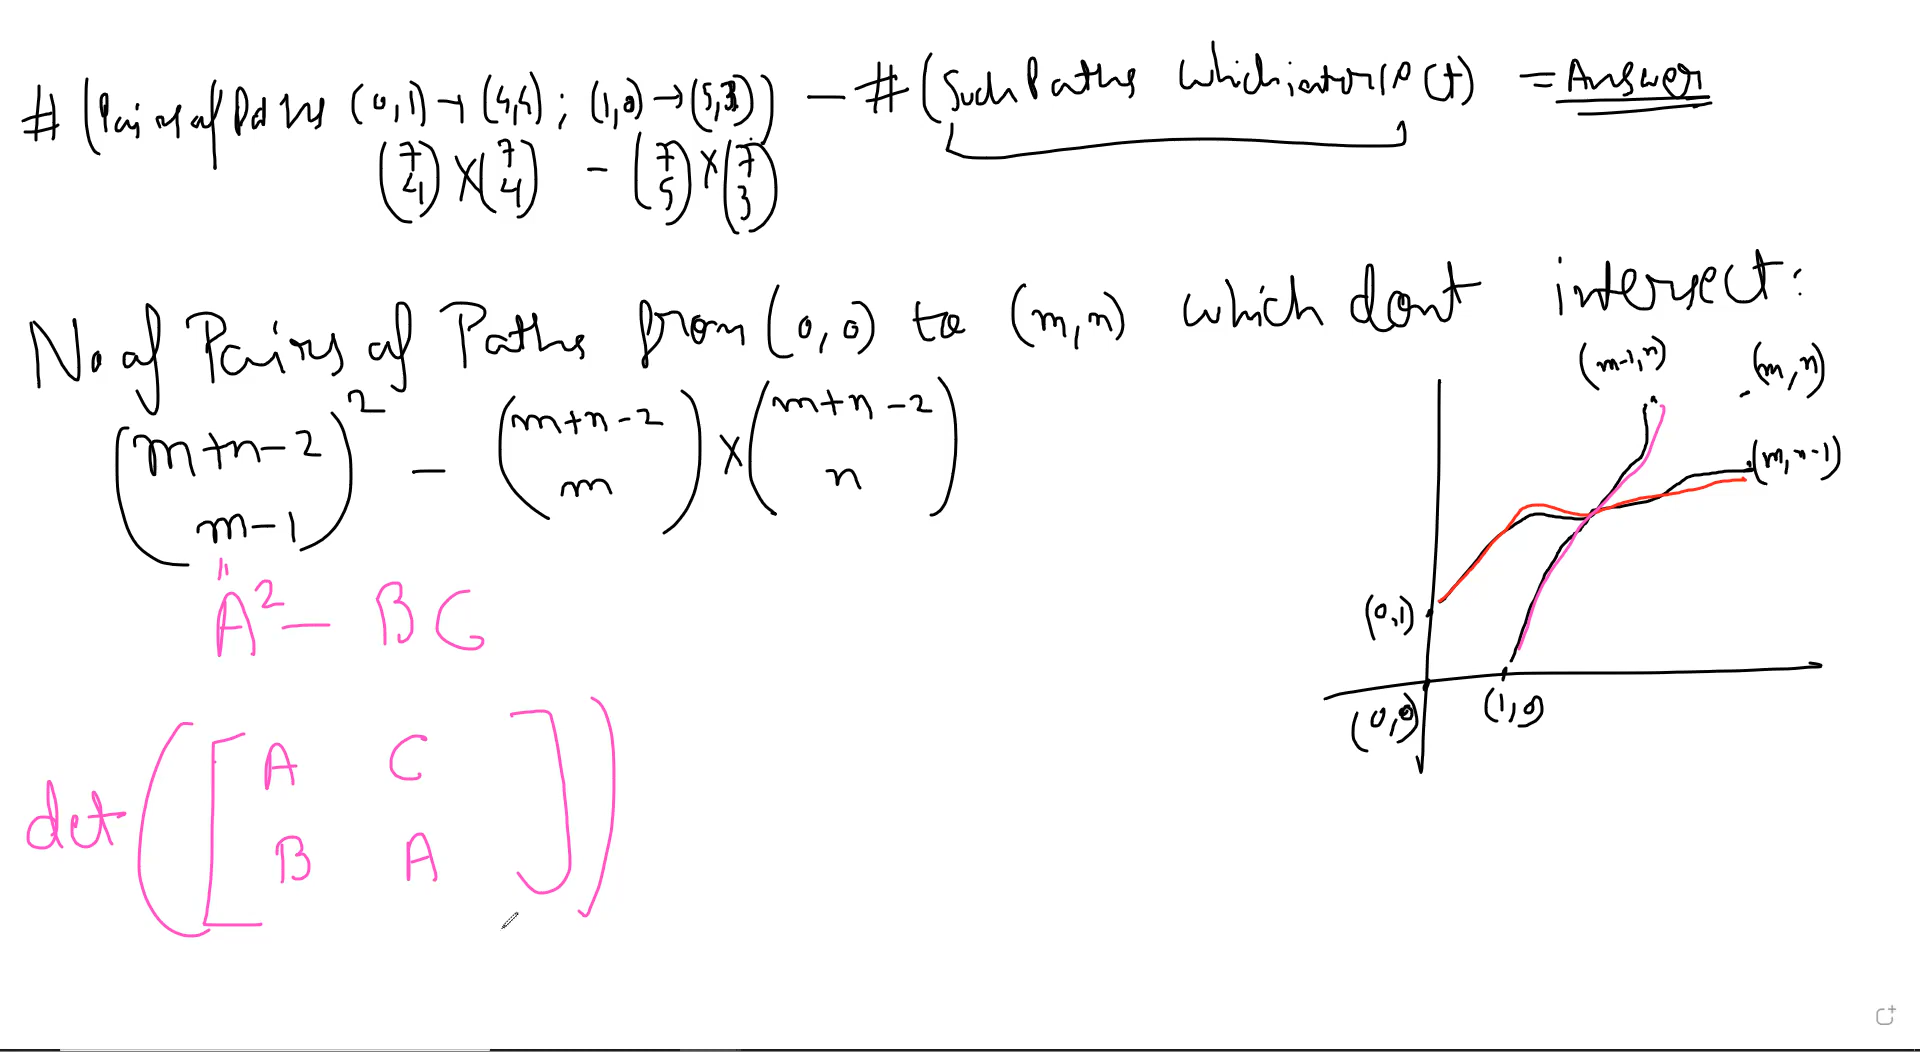 # (Pairs of Paths (0,1) → (4,4) ; (1,0) → (5,3)) − # (Such Paths which intersect) = Answer
(7 4) × (7 4) − (7 5) × (7 3)
No of Pairs of Paths from (0,0) to (m,n) which dont intersect:
(m+n−2 m−1)² − (m+n−2 m) × (m+n−2 n)
"
A² − BC
det ([A C
B A])
(m−1,n)
(m,n)
(m,n−1)
(0,1)
(0,0)
(1,0)